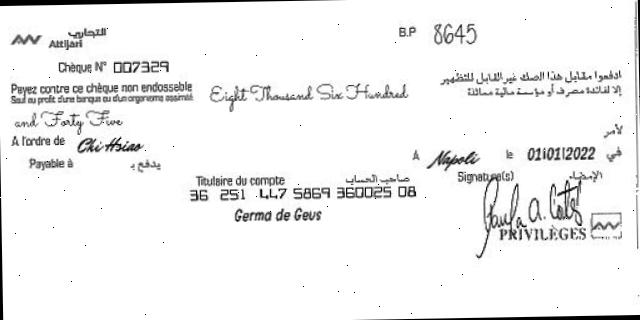 التجاري
Attijari
B.P 8645
Chèque N° 007329
Payez contre ce chèque non endossable
Sauf au profit d'une banque ou d'un organisme assimilé
Eight Thousand Six Hundred
ادفعوا مقابل هذا الصك غير القابل للتظهير
إلا لفائدة مصرف أو مؤسسة مالية مماثلة
and Forty Five
A l'ordre de Chi Hsiao
لأمر
Payable à
يدفع بـ
A Napoli le 01/01/2022 في
Titulaire du compte صاحب الحساب
Signature(s) الإمضاء
36 251 447 5869 360025 08
Germa de Geus
Paula A. Cotes
PRIVILÈGES